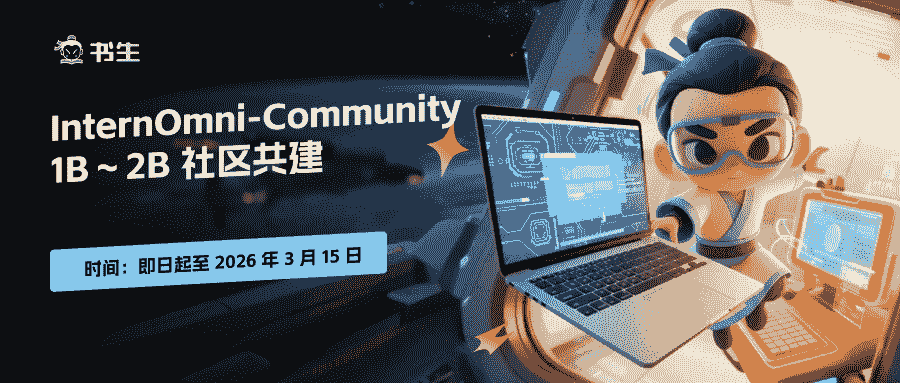 书生
InternOmni-Community
1B ~ 2B 社区共建
时间：即日起至 2026 年 3 月 15 日